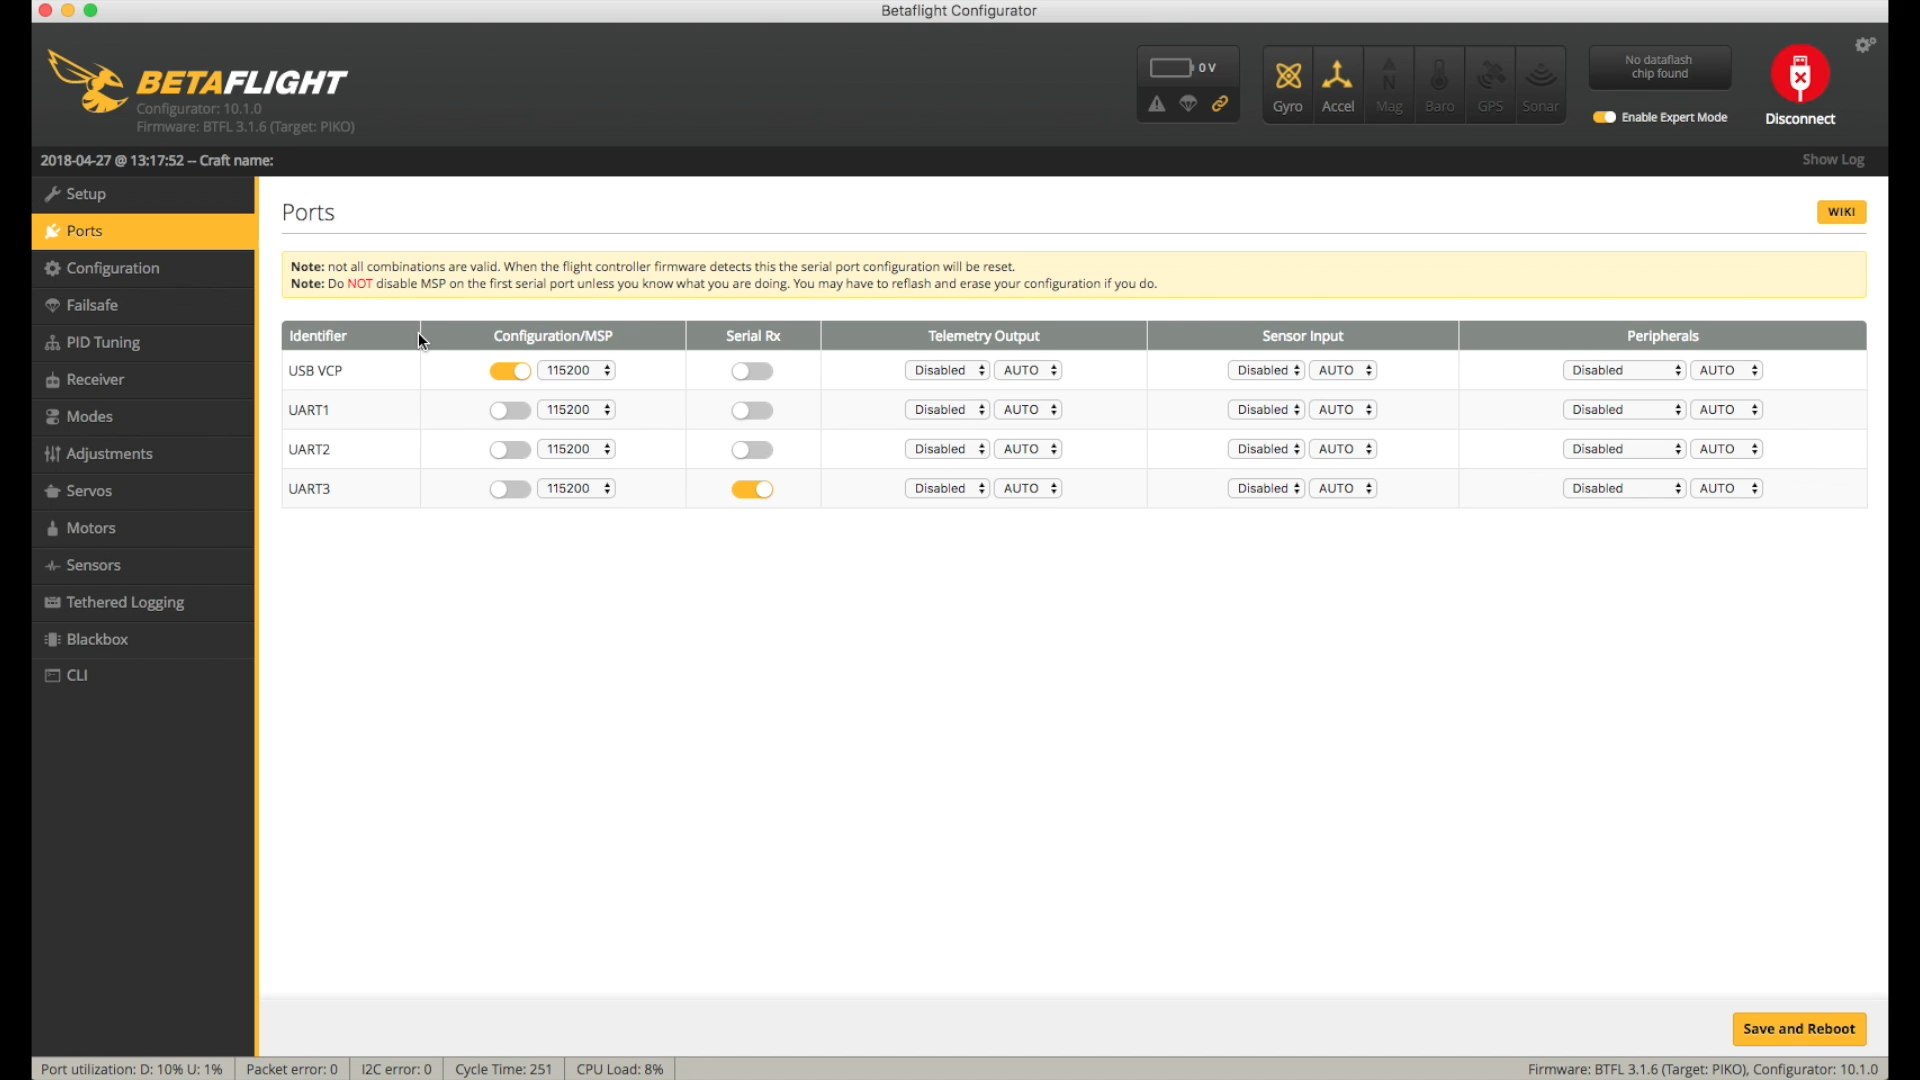 Betaflight Configurator
BETAFLIGHT
Configurator: 10.1.0
Firmware: BTFL 3.1.6 (Target: PIKO)
0 V
Gyro Accel Mag Baro GPS Sonar
No dataflash
chip found
Enable Expert Mode
Disconnect
2018-04-27 @ 13:17:52 -- Craft name:
Show Log
Setup
Ports
Configuration
Failsafe
PID Tuning
Receiver
Modes
Adjustments
Servos
Motors
Sensors
Tethered Logging
Blackbox
CLI
Ports
WIKI
Note: not all combinations are valid. When the flight controller firmware detects this the serial port configuration will be reset.
Note: Do NOT disable MSP on the first serial port unless you know what you are doing. You may have to reflash and erase your configuration if you do.
Identifier Configuration/MSP Serial Rx Telemetry Output Sensor Input Peripherals
USB VCP 115200 Disabled AUTO Disabled AUTO Disabled AUTO
UART1 115200 Disabled AUTO Disabled AUTO Disabled AUTO
UART2 115200 Disabled AUTO Disabled AUTO Disabled AUTO
UART3 115200 Disabled AUTO Disabled AUTO Disabled AUTO
Save and Reboot
Port utilization: D: 10% U: 1% Packet error: 0 I2C error: 0 Cycle Time: 251 CPU Load: 8% Firmware: BTFL 3.1.6 (Target: PIKO), Configurator: 10.1.0